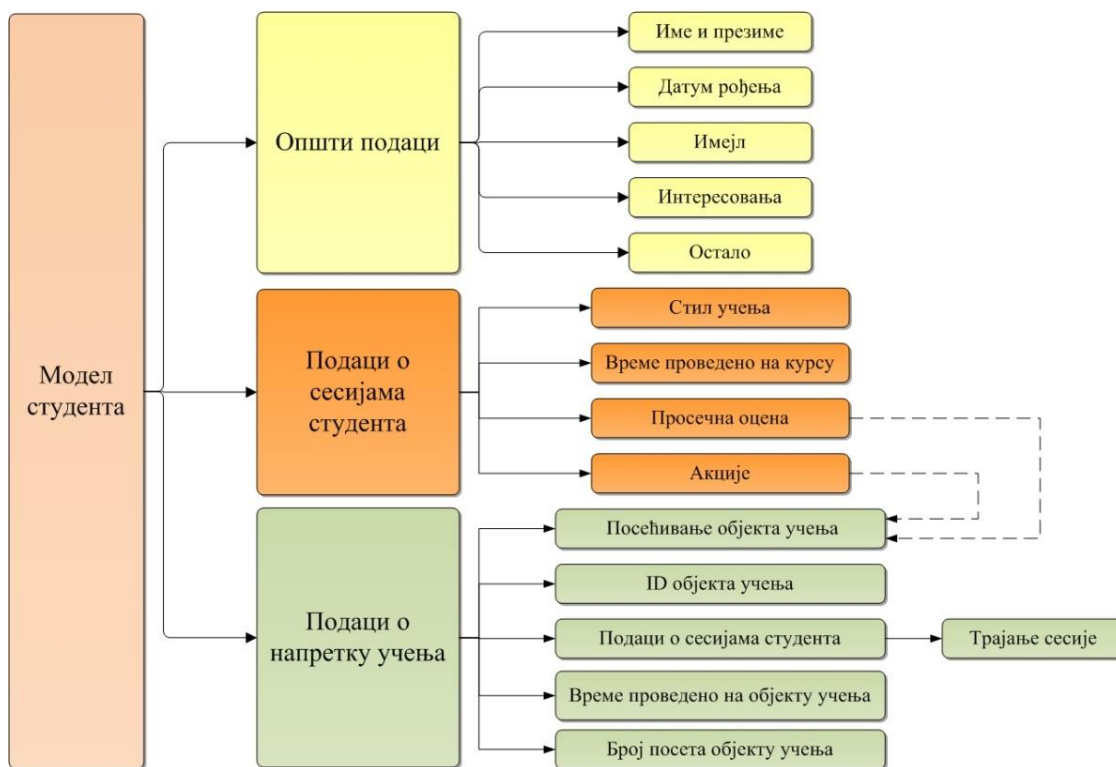 Модел
студента
Општи подаци
Име и презиме
Датум рођења
Имејл
Интересовања
Остало
Подаци о
сесијама
студента
Стил учења
Време проведено на курсу
Просечна оцена
Акције
Подаци о
напретку учења
Посећивање објекта учења
ID објекта учења
Подаци о сесијама студента
Трајање сесије
Време проведено на објекту учења
Број посета објекту учења